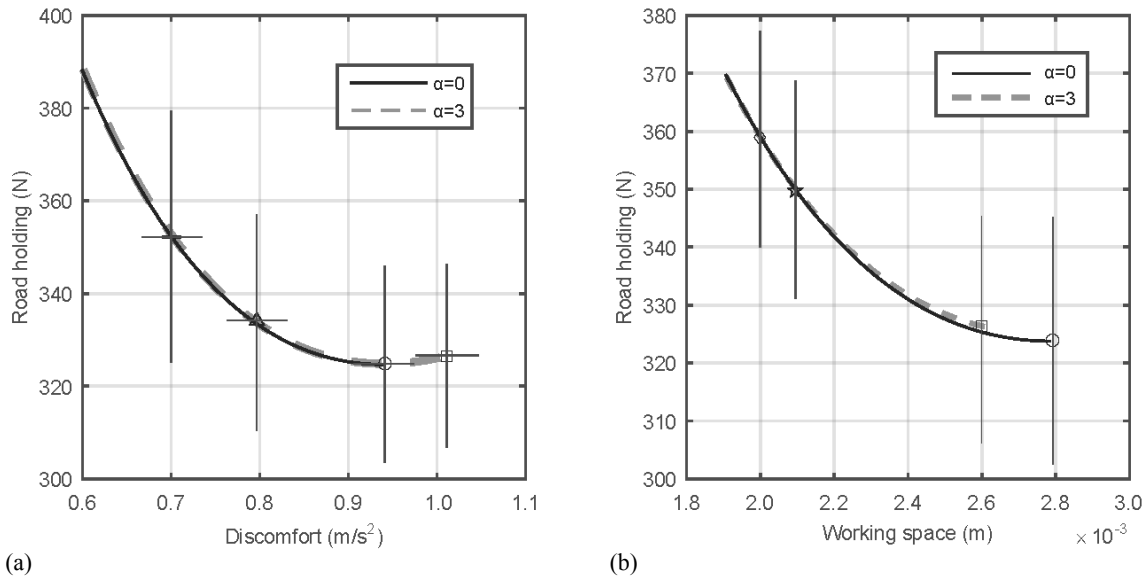 400
380
360
340
320
300
Road holding (N)
α=0
α=3
0.6 0.7 0.8 0.9 1.0 1.1
Discomfort (m/s²)
(a)
380
370
360
350
340
330
320
310
300
Road holding (N)
α=0
α=3
1.8 2.0 2.2 2.4 2.6 2.8 3.0
Working space (m) × 10⁻³
(b)